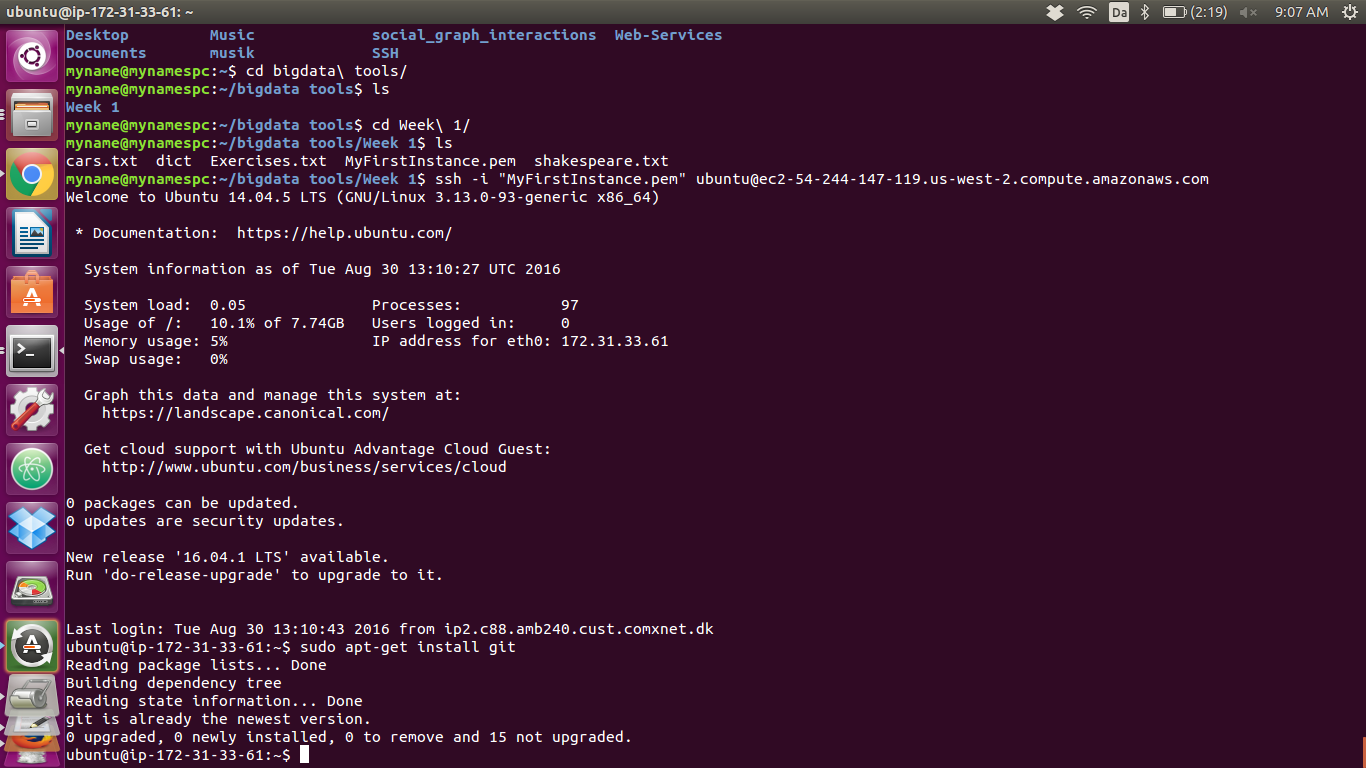 ubuntu@ip-172-31-33-61: ~
Da
(2:19)
9:07 AM
Desktop Music social_graph_interactions Web-Services
Documents musik SSH
myname@mynamespc:~$ cd bigdata\ tools/
myname@mynamespc:~/bigdata tools$ ls
Week 1
myname@mynamespc:~/bigdata tools$ cd Week\ 1/
myname@mynamespc:~/bigdata tools/Week 1$ ls
cars.txt dict Exercises.txt MyFirstInstance.pem shakespeare.txt
myname@mynamespc:~/bigdata tools/Week 1$ ssh -i "MyFirstInstance.pem" ubuntu@ec2-54-244-147-119.us-west-2.compute.amazonaws.com
Welcome to Ubuntu 14.04.5 LTS (GNU/Linux 3.13.0-93-generic x86_64)
* Documentation: https://help.ubuntu.com/
System information as of Tue Aug 30 13:10:27 UTC 2016
System load: 0.05 Processes: 97
Usage of /: 10.1% of 7.74GB Users logged in: 0
Memory usage: 5% IP address for eth0: 172.31.33.61
Swap usage: 0%
Graph this data and manage this system at:
https://landscape.canonical.com/
Get cloud support with Ubuntu Advantage Cloud Guest:
http://www.ubuntu.com/business/services/cloud
0 packages can be updated.
0 updates are security updates.
New release '16.04.1 LTS' available.
Run 'do-release-upgrade' to upgrade to it.
Last login: Tue Aug 30 13:10:43 2016 from ip2.c88.amb240.cust.comxnet.dk
ubuntu@ip-172-31-33-61:~$ sudo apt-get install git
Reading package lists... Done
Building dependency tree
Reading state information... Done
git is already the newest version.
0 upgraded, 0 newly installed, 0 to remove and 15 not upgraded.
ubuntu@ip-172-31-33-61:~$